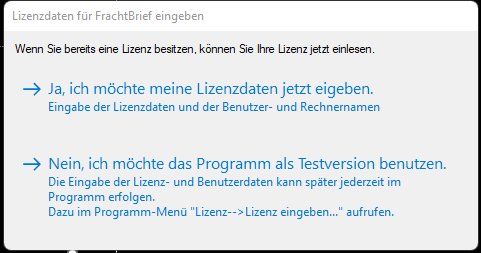 Lizenzdaten für FrachtBrief eingeben
Wenn Sie bereits eine Lizenz besitzen, können Sie Ihre Lizenz jetzt einlesen.
Ja, ich möchte meine Lizenzdaten jetzt eigeben.
Eingabe der Lizenzdaten und der Benutzer- und Rechnernamen
Nein, ich möchte das Programm als Testversion benutzen.
Die Eingabe der Lizenz- und Benutzerdaten kann später jederzeit im
Programm erfolgen.
Dazu im Programm-Menü "Lizenz-->Lizenz eingeben..." aufrufen.